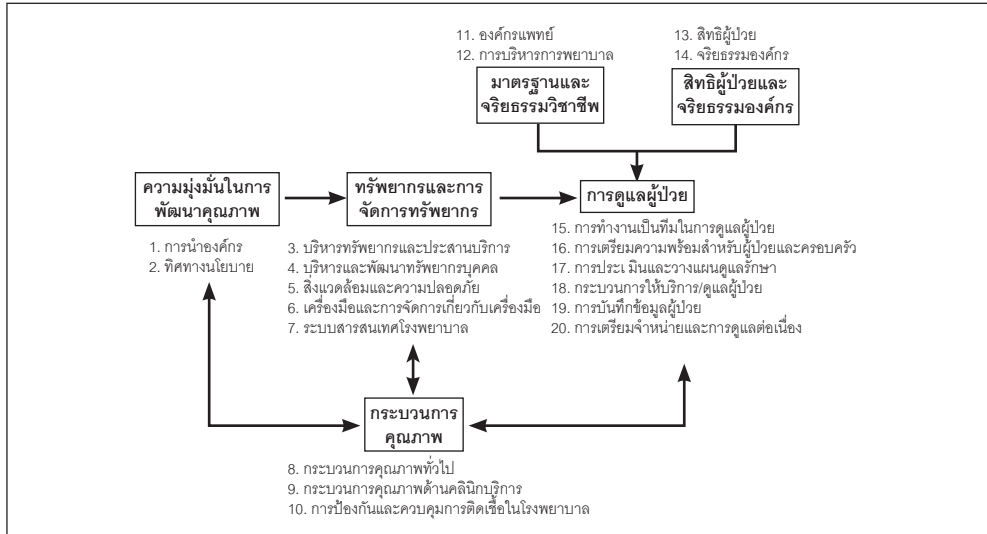 11. องค์กรแพทย์
12. การบริหารการพยาบาล
13. สิทธิผู้ป่วย
14. จริยธรรมองค์กร
มาตรฐานและ
จริยธรรมวิชาชีพ
สิทธิผู้ป่วยและ
จริยธรรมองค์กร
ความมุ่งมั่นในการ
พัฒนาคุณภาพ
ทรัพยากรและการ
จัดการทรัพยากร
การดูแลผู้ป่วย
1. การนำองค์กร
2. ทิศทางนโยบาย
3. บริหารทรัพยากรและประสานบริการ
4. บริหารและพัฒนาทรัพยากรบุคคล
5. สิ่งแวดล้อมและความปลอดภัย
6. เครื่องมือและการจัดการเกี่ยวกับเครื่องมือ
7. ระบบสารสนเทศโรงพยาบาล
15. การทำงานเป็นทีมในการดูแลผู้ป่วย
16. การเตรียมความพร้อมสำหรับผู้ป่วยและครอบครัว
17. การประเมินและวางแผนดูแลรักษา
18. กระบวนการให้บริการ/ดูแลผู้ป่วย
19. การบันทึกข้อมูลผู้ป่วย
20. การเตรียมจำหน่ายและการดูแลต่อเนื่อง
กระบวนการ
คุณภาพ
8. กระบวนการคุณภาพทั่วไป
9. กระบวนการคุณภาพด้านคลินิกบริการ
10. การป้องกันและควบคุมการติดเชื้อในโรงพยาบาล